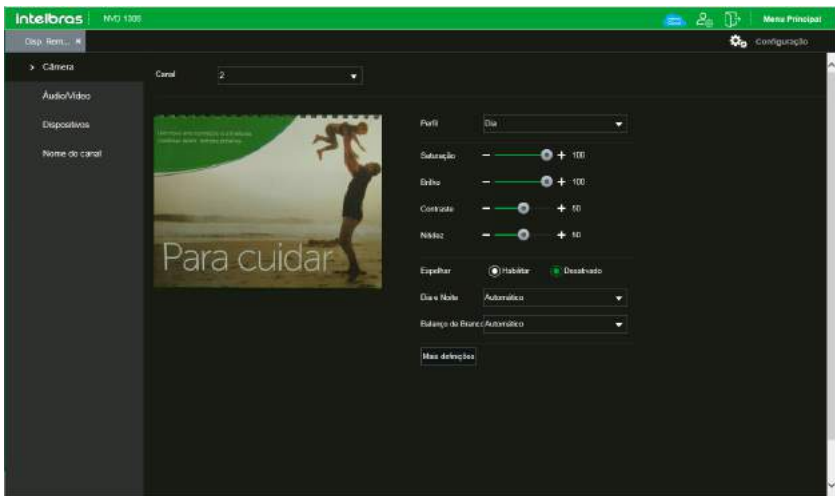 intelbras NVD 1308 Menu Principal
Disp. Rem... Configuração
Câmera
Áudio/Vídeo
Dispositivos
Nome do canal
Canal 2
Para cuidar
Perfil Dia
Saturação 100
Brilho 100
Contraste 50
Nitidez 50
Espelhar Habilitar Desativado
Dia e Noite Automático
Balanço de Branco Automático
Mais definições